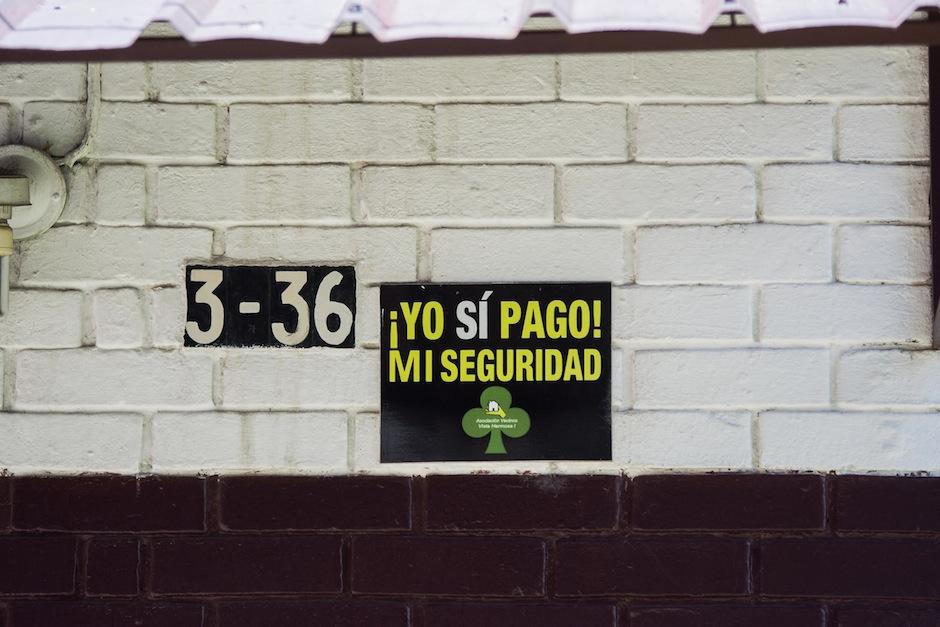 3-36
¡YO SÍ PAGO!
MI SEGURIDAD
Asociación Vecinos
Vista Hermosa I